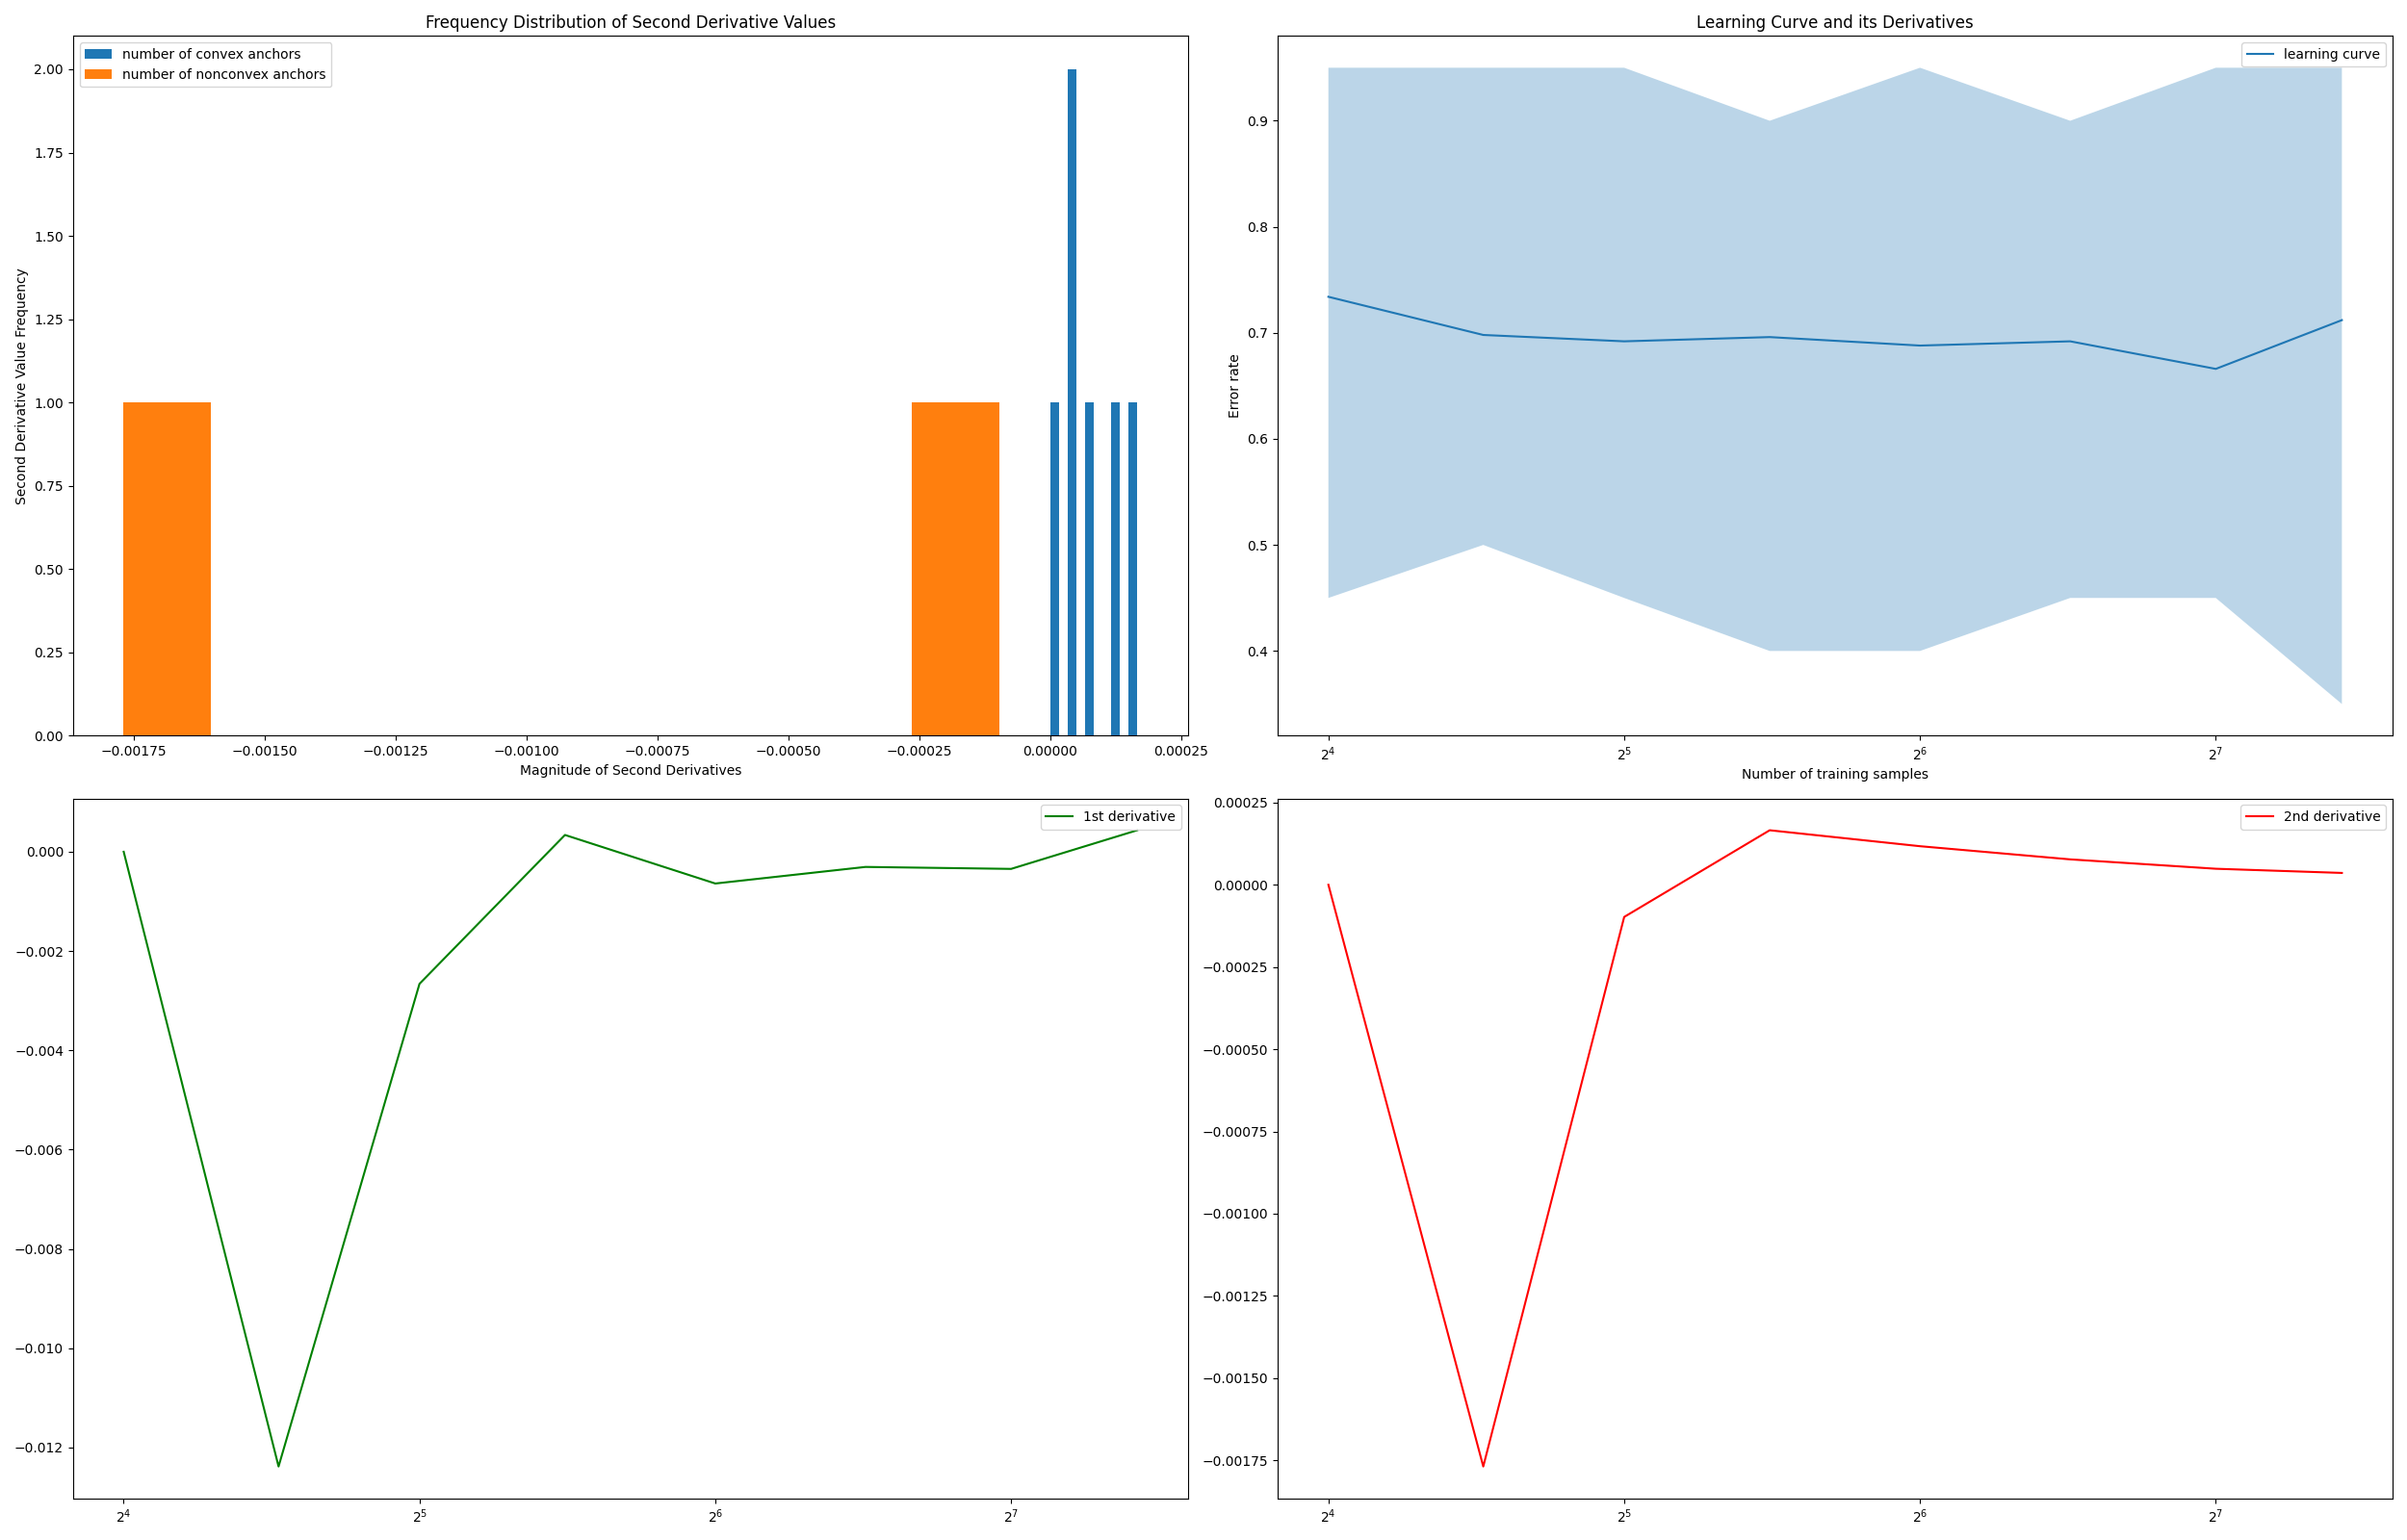 Frequency Distribution of Second Derivative Values
number of convex anchors
number of nonconvex anchors
2.00
1.75
1.50
1.25
1.00
0.75
0.50
0.25
0.00
Second Derivative Value Frequency
−0.00175 −0.00150 −0.00125 −0.00100 −0.00075 −0.00050 −0.00025 0.00000 0.00025
Magnitude of Second Derivatives
Learning Curve and its Derivatives
learning curve
0.9
0.8
0.7
0.6
0.5
0.4
Error rate
2⁴ 2⁵ 2⁶ 2⁷
Number of training samples
1st derivative
0.000
−0.002
−0.004
−0.006
−0.008
−0.010
−0.012
2⁴ 2⁵ 2⁶ 2⁷
2nd derivative
0.00025
0.00000
−0.00025
−0.00050
−0.00075
−0.00100
−0.00125
−0.00150
−0.00175
2⁴ 2⁵ 2⁶ 2⁷